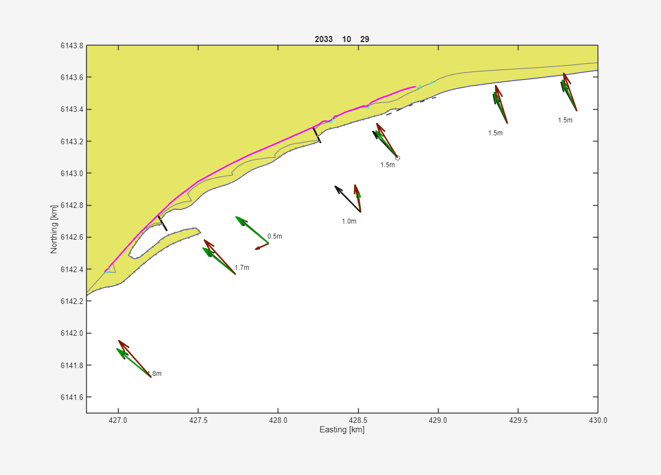 2033 10 29
6143.8
6143.6
6143.4
6143.2
6143.0
6142.8
6142.6
6142.4
6142.2
6142.0
6141.8
6141.6
Northing [km]
1.5m
1.5m
1.5m
1.0m
0.5m
1.7m
1.8m
427.0 427.5 428.0 428.5 429.0 429.5 430.0
Easting [km]